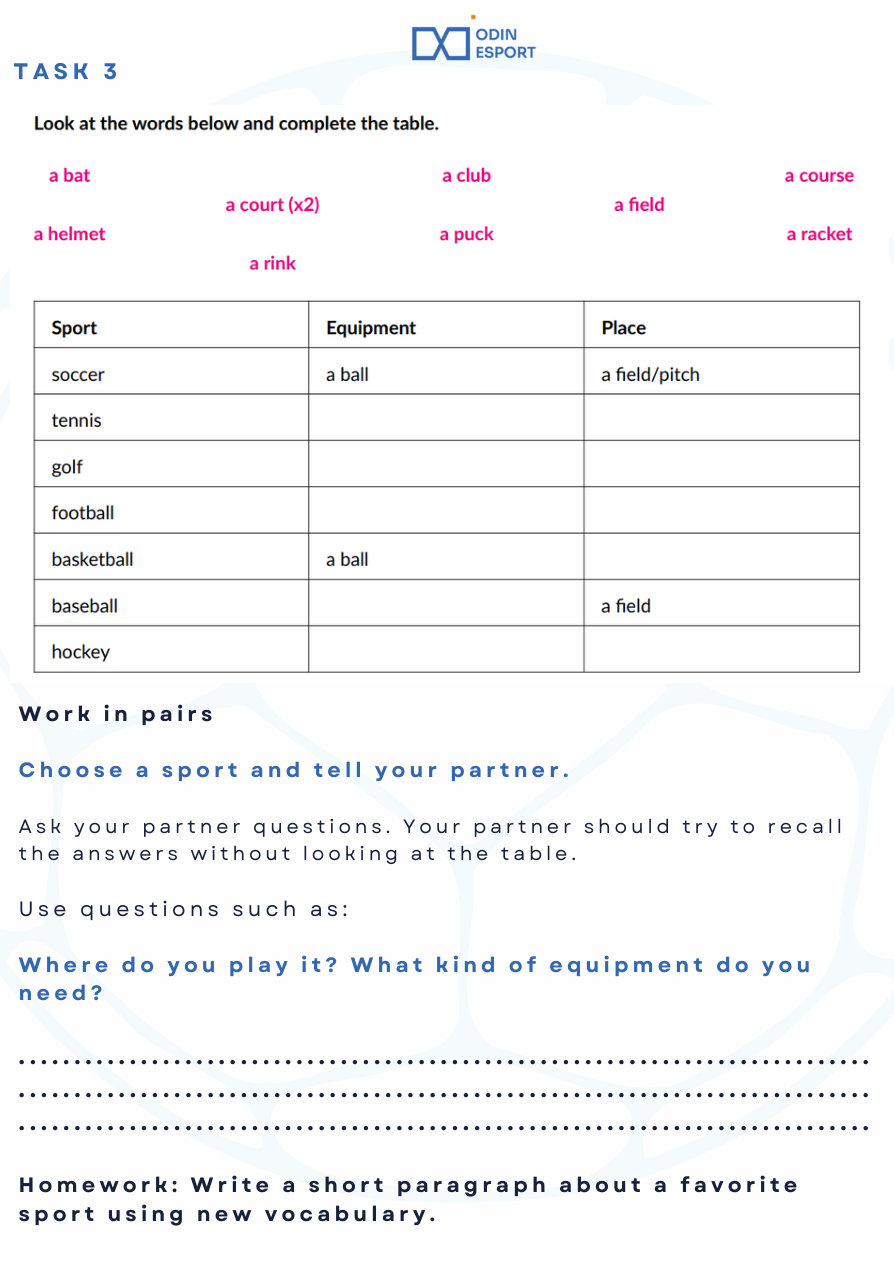 ODIN
ESPORT
TASK 3
Look at the words below and complete the table.
a bat a club a course
a court (x2) a field
a helmet a puck a racket
a rink
Sport Equipment Place
soccer a ball a field/pitch
tennis
golf
football
basketball a ball
baseball a field
hockey
Work in pairs
Choose a sport and tell your partner.
Ask your partner questions. Your partner should try to recall
the answers without looking at the table.
Use questions such as:
Where do you play it? What kind of equipment do you
need?
Homework: Write a short paragraph about a favorite
sport using new vocabulary.